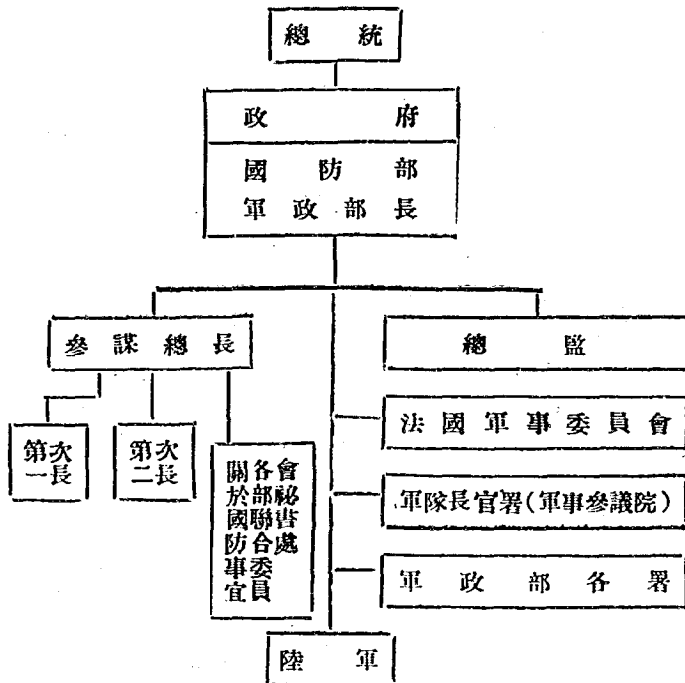 總統
政府
國防部
軍政部長
參謀總長
總監
法國軍事委員會
軍隊長官署(軍事參議院)
軍政部各署
第一
次長
第二
次長
關於國防事宜
各部聯合委員
會祕書處
陸軍